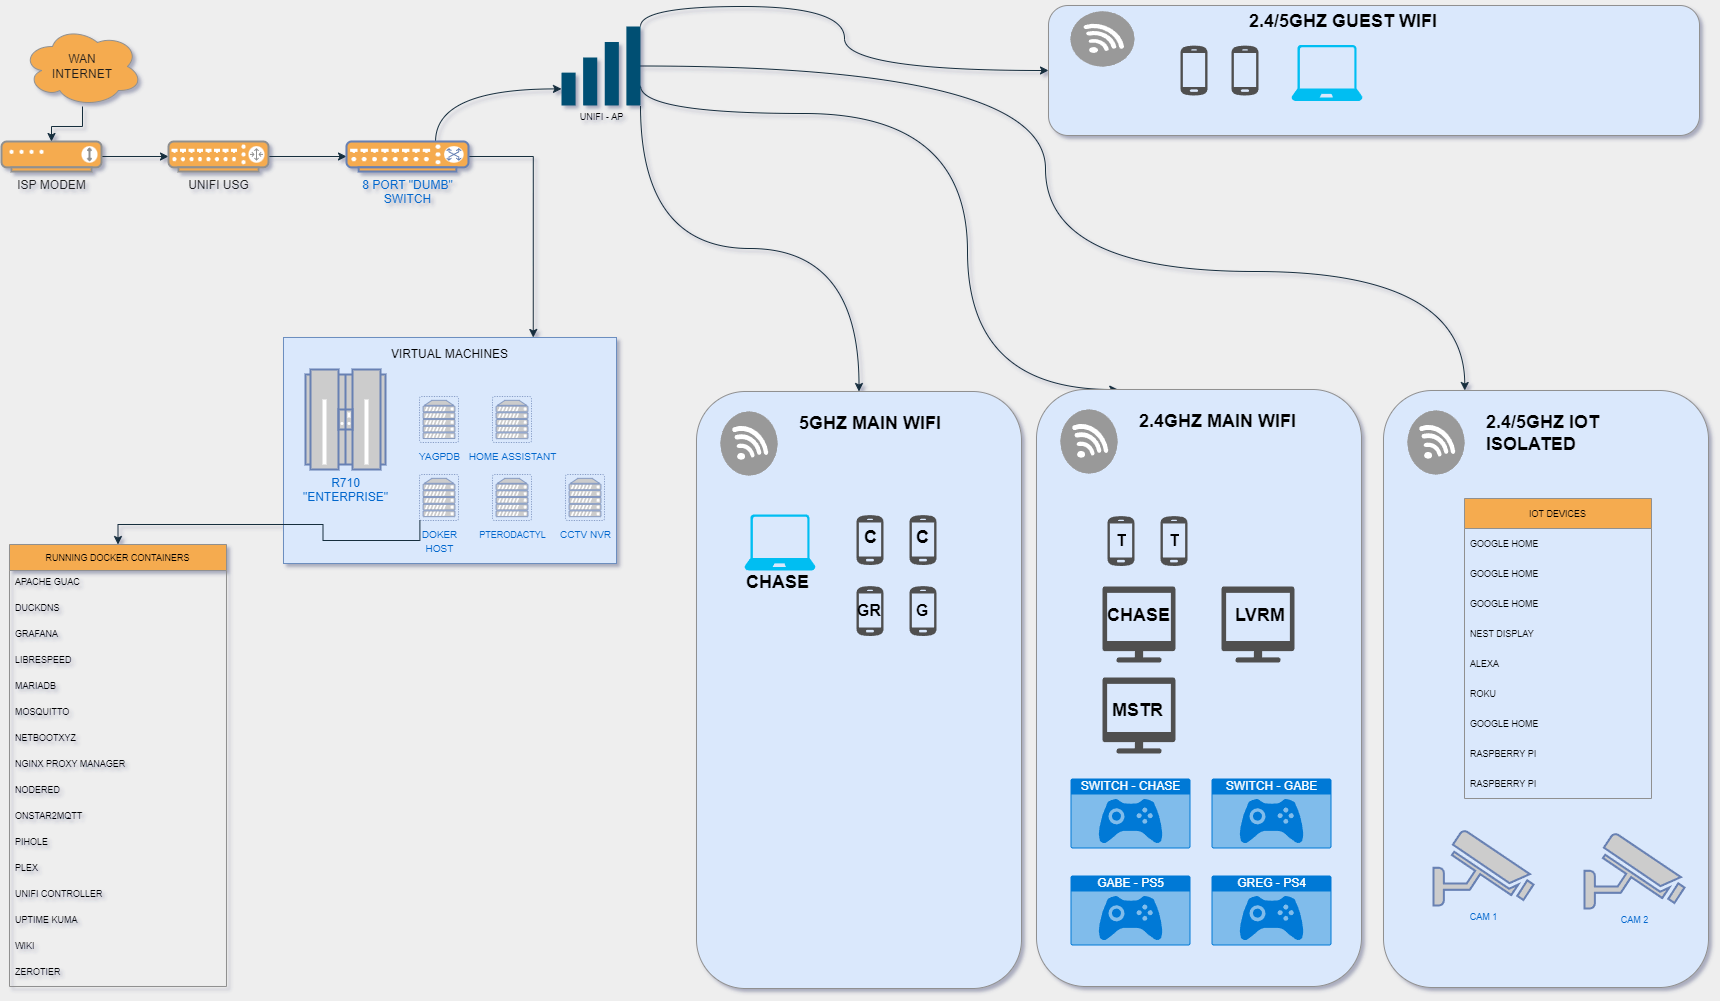 WAN
INTERNET
ISP MODEM
UNIFI USG
8 PORT "DUMB"
SWITCH
UNIFI - AP
2.4/5GHZ GUEST WIFI
VIRTUAL MACHINES
R710
"ENTERPRISE"
YAGPDB
HOME ASSISTANT
DOKER
HOST
PTERODACTYL
CCTV NVR
RUNNING DOCKER CONTAINERS
APACHE GUAC
DUCKDNS
GRAFANA
LIBRESPEED
MARIADB
MOSQUITTO
NETBOOTXYZ
NGINX PROXY MANAGER
NODERED
ONSTAR2MQTT
PIHOLE
PLEX
UNIFI CONTROLLER
UPTIME KUMA
WIKI
ZEROTIER
5GHZ MAIN WIFI
CHASE
C
C
GR
G
2.4GHZ MAIN WIFI
T
T
CHASE
LVRM
MSTR
SWITCH - CHASE
SWITCH - GABE
GABE - PS5
GREG - PS4
2.4/5GHZ IOT
ISOLATED
IOT DEVICES
GOOGLE HOME
GOOGLE HOME
GOOGLE HOME
NEST DISPLAY
ALEXA
ROKU
GOOGLE HOME
RASPBERRY PI
RASPBERRY PI
CAM 1
CAM 2